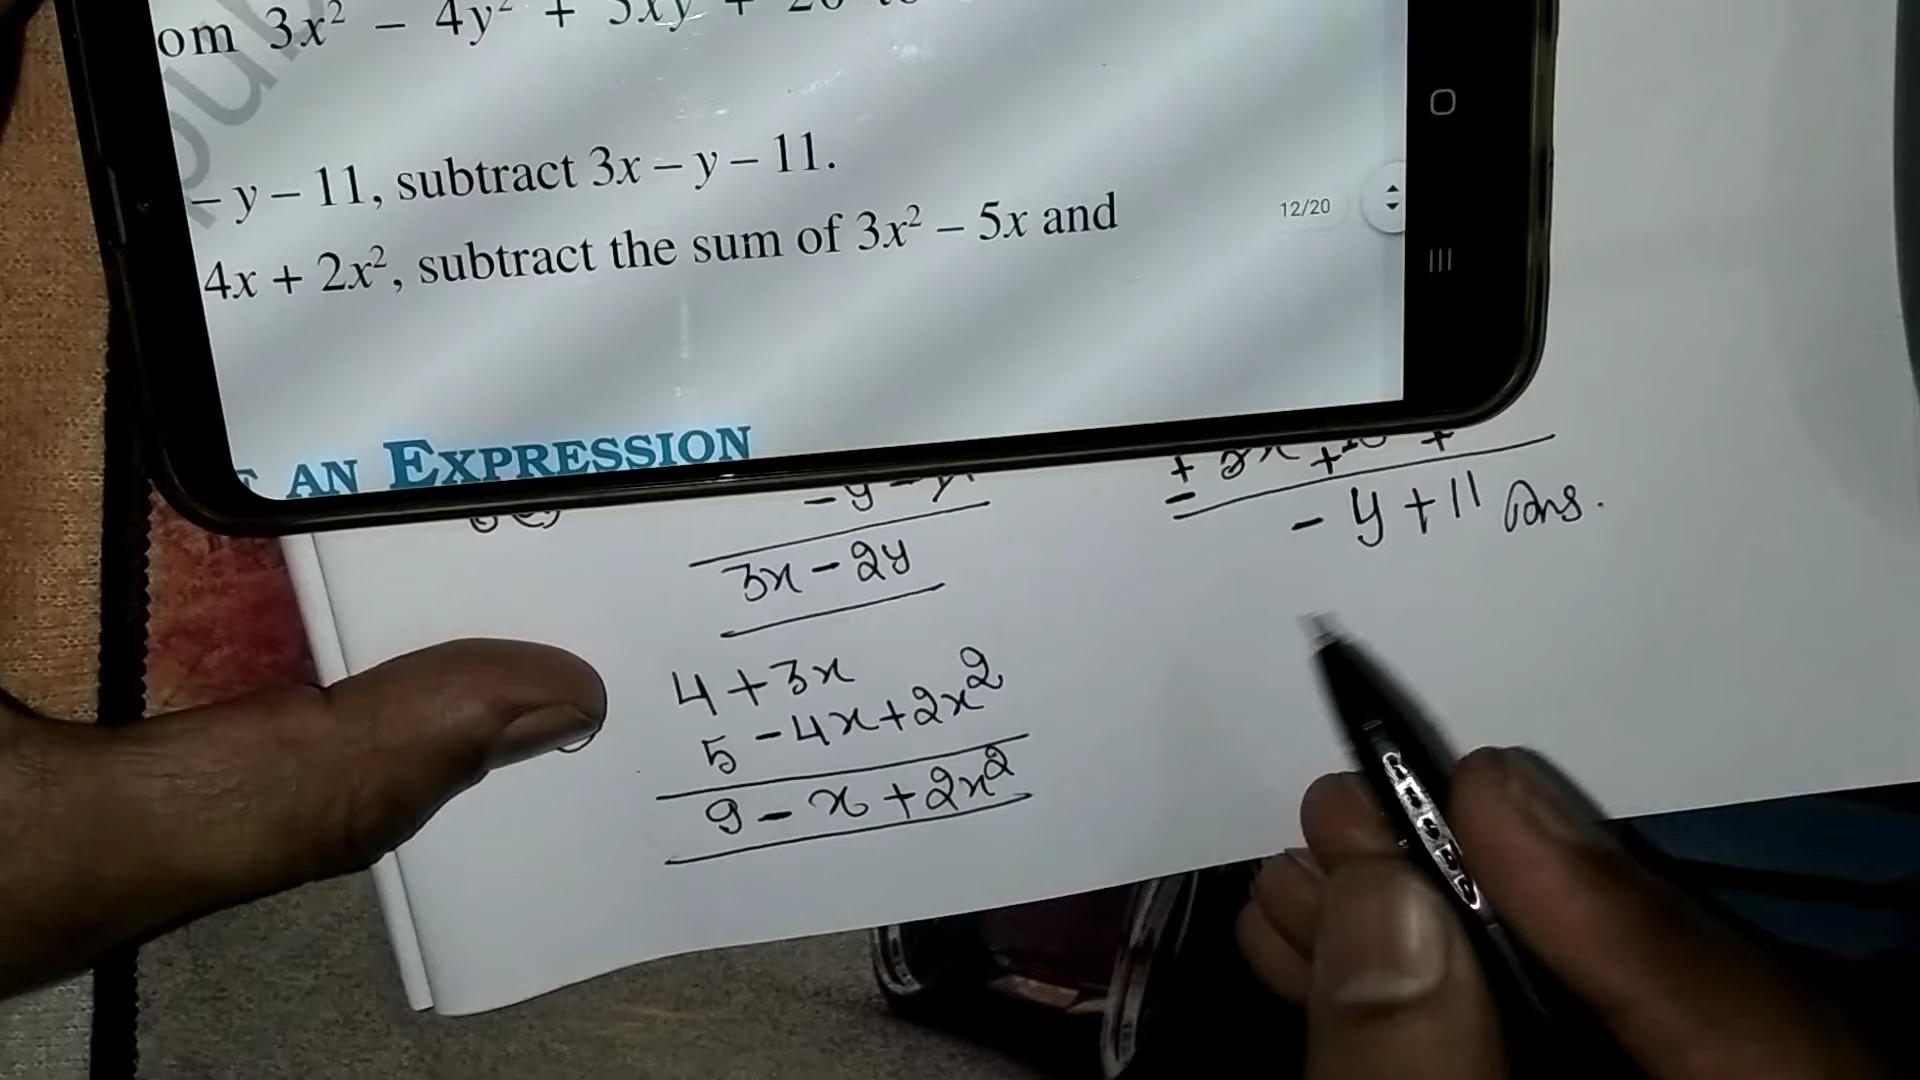 om 3x² – 4y² + 5xy +
– y – 11, subtract 3x – y – 11.
4x + 2x², subtract the sum of 3x² – 5x and
12/20
AN EXPRESSION
-y-
3x-2y
- y + 11 Ans.
4+3x
5-4x+2x²
9-x+2x²